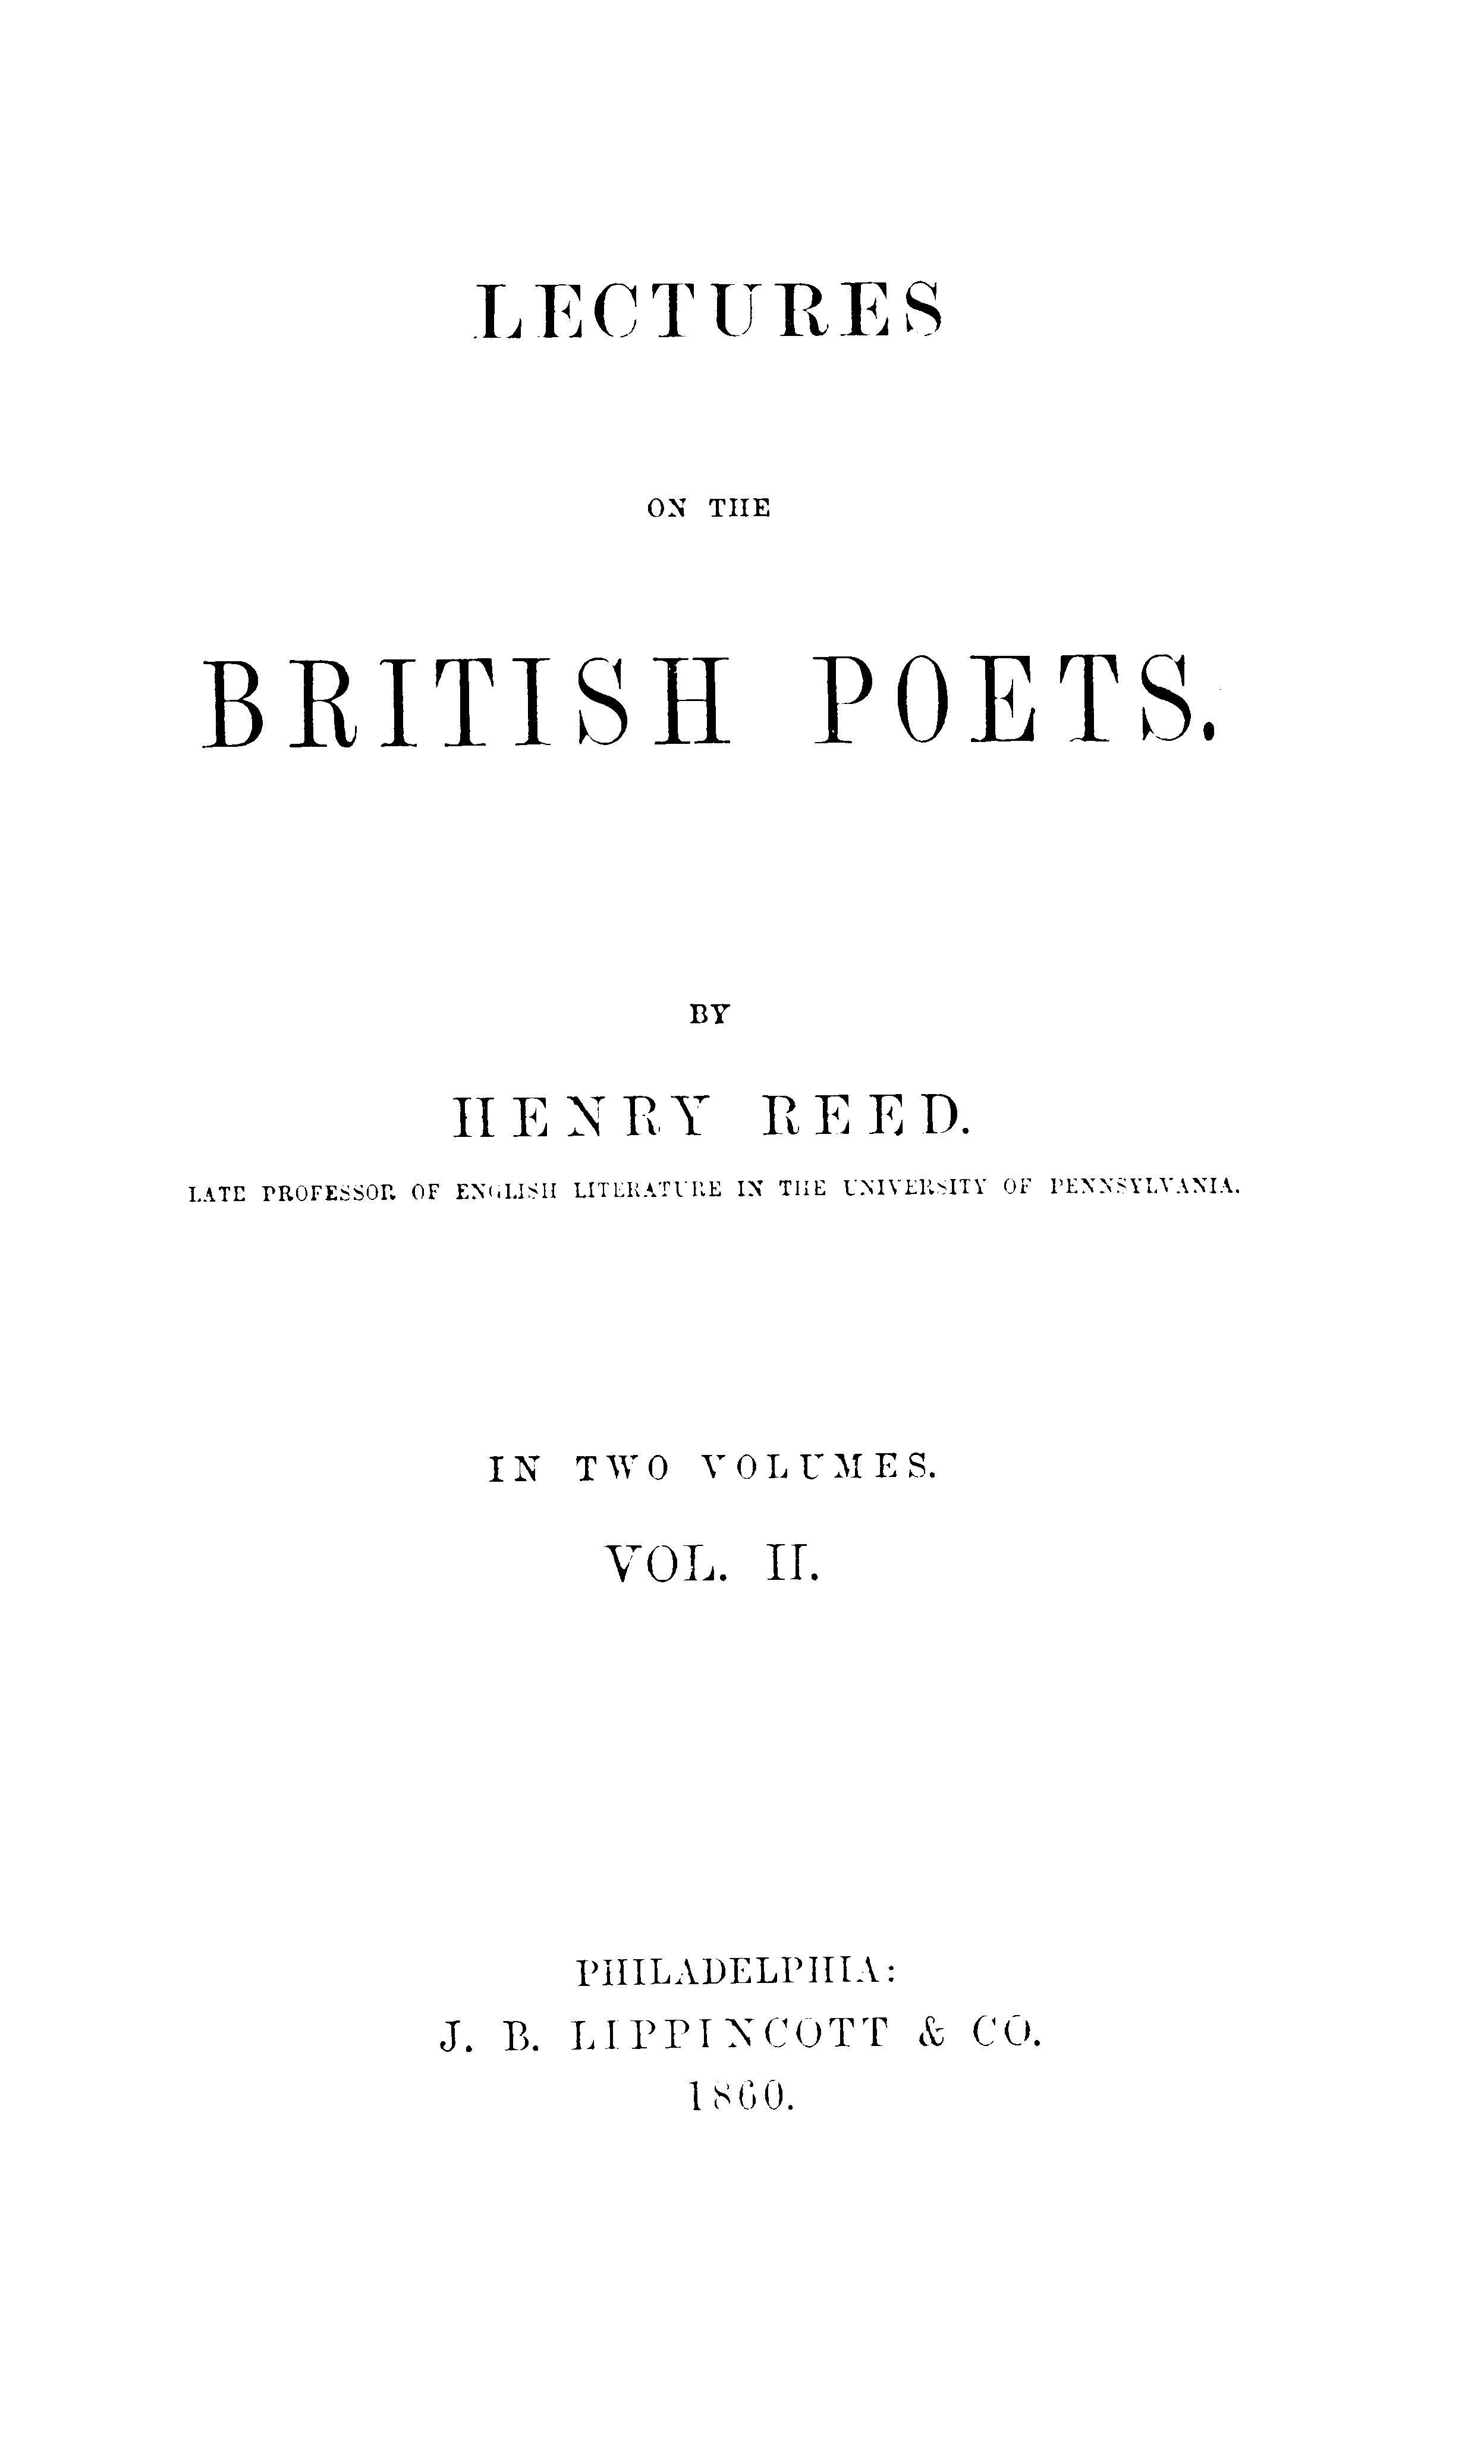 LECTURES
ON THE
BRITISH POETS.
BY
HENRY REED.
LATE PROFESSOR OF ENGLISH LITERATURE IN THE UNIVERSITY OF PENNSYLVANIA.
IN TWO VOLUMES.
VOL. II.
PHILADELPHIA:
J. B. LIPPINCOTT & CO.
1860.